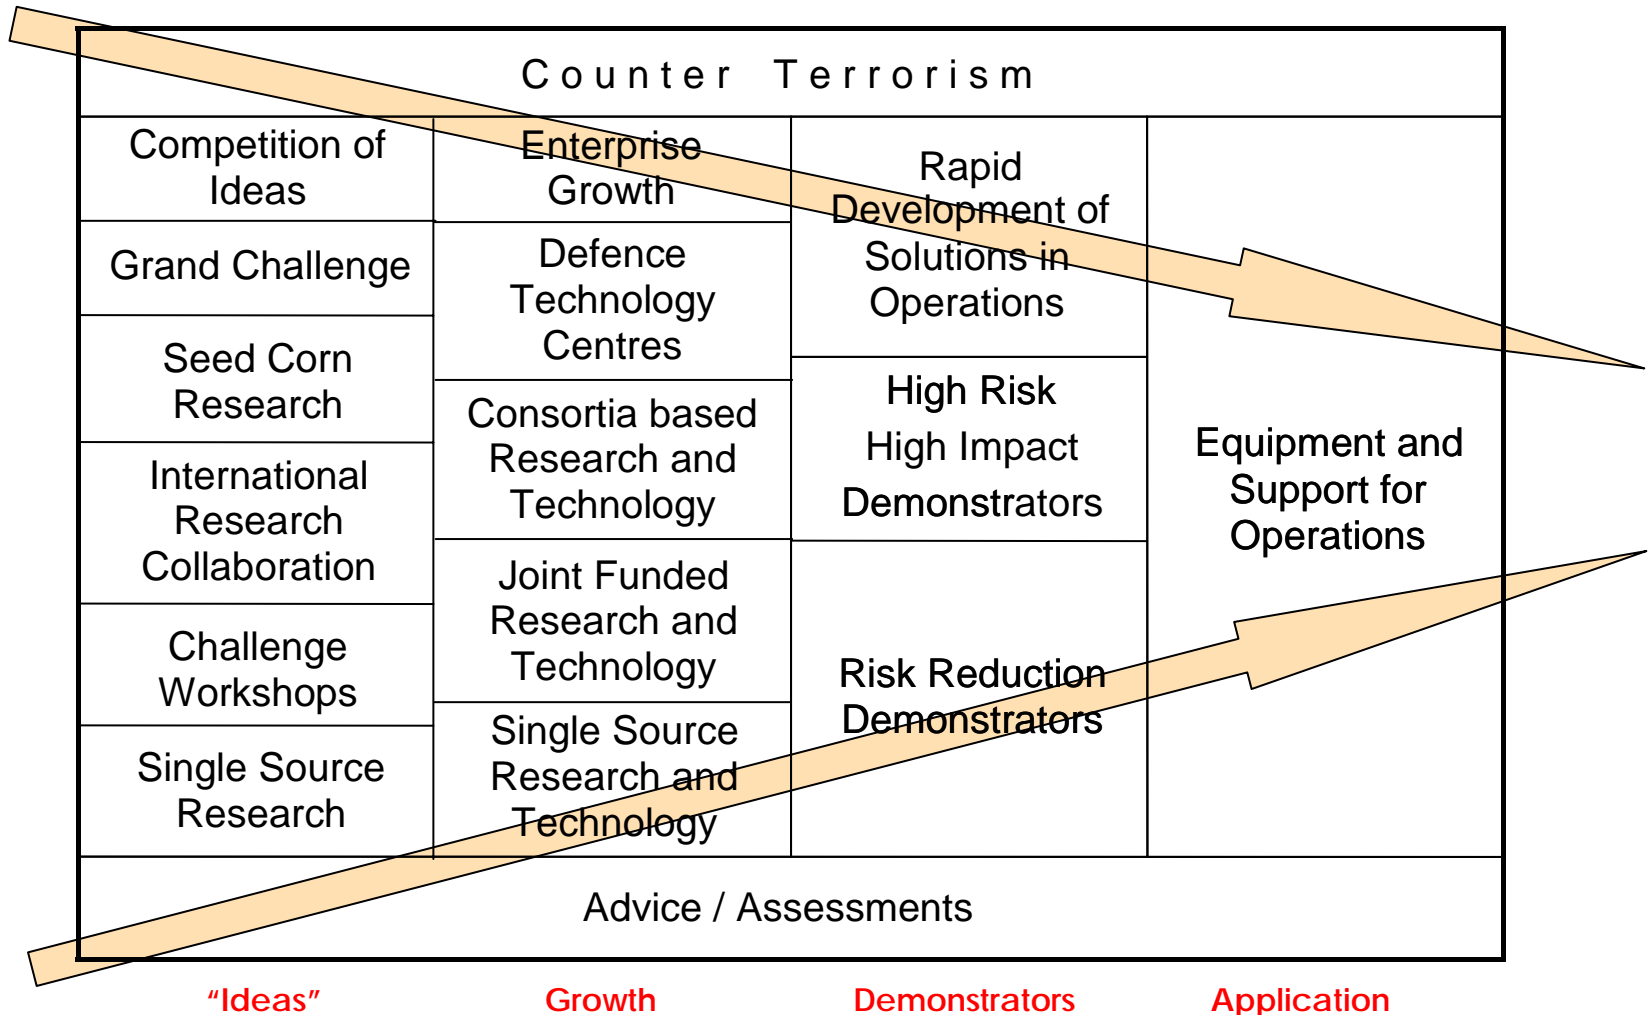 Counter Terrorism
Competition of
Ideas
Grand Challenge
Seed Corn
Research
International
Research
Collaboration
Challenge
Workshops
Single Source
Research
Enterprise
Growth
Defence
Technology
Centres
Consortia based
Research and
Technology
Joint Funded
Research and
Technology
Single Source
Research and
Technology
Rapid
Development of
Solutions in
Operations
High Risk
High Impact
Demonstrators
Risk Reduction
Demonstrators
Equipment and
Support for
Operations
Advice / Assessments
“Ideas”
Growth
Demonstrators
Application